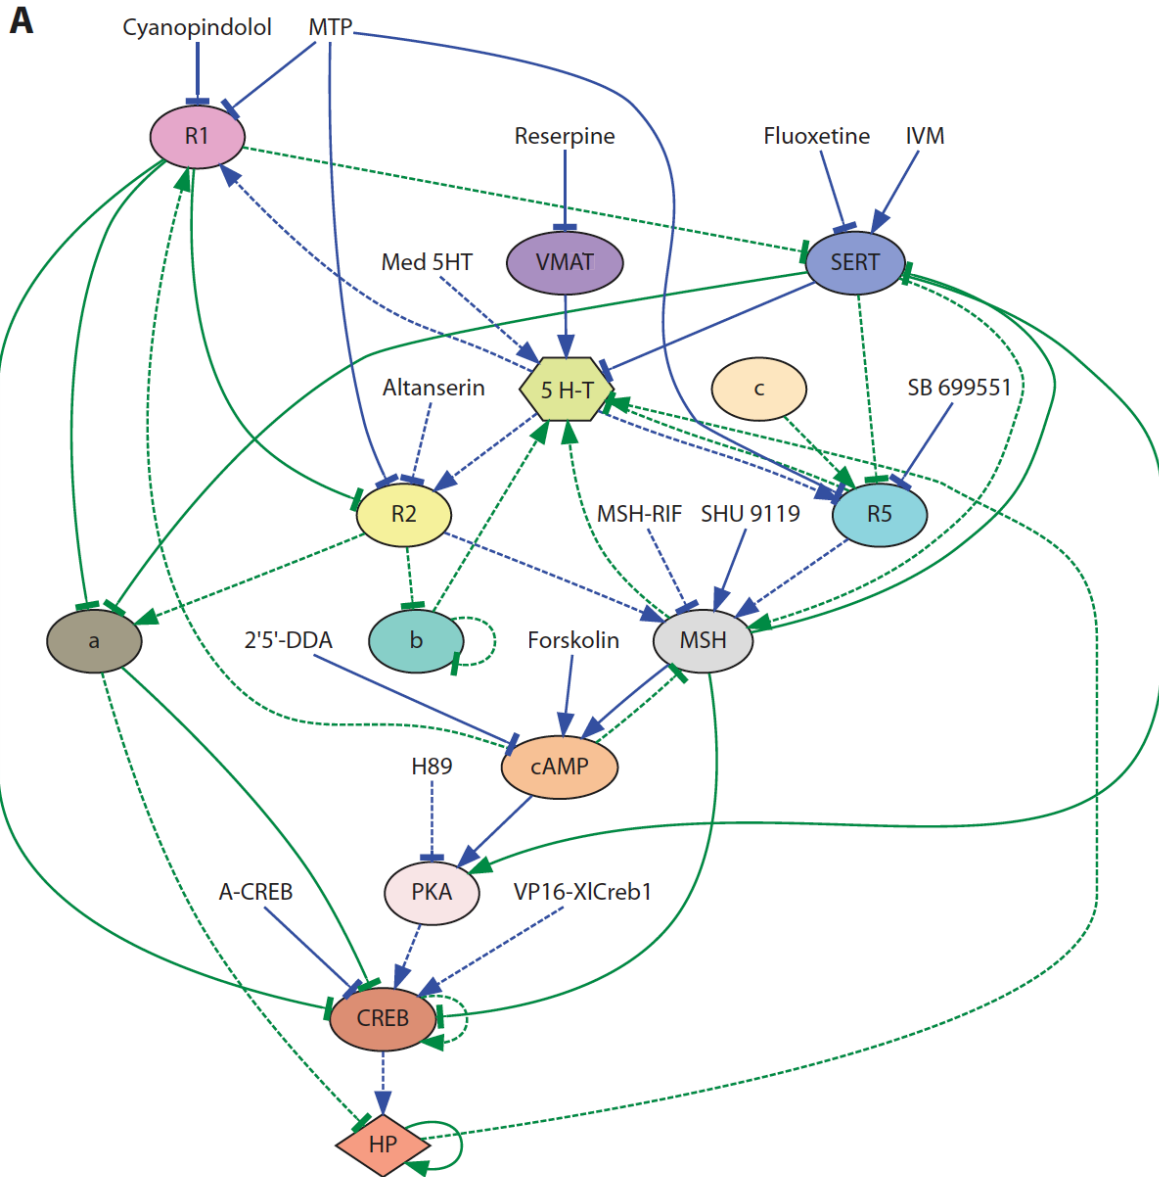 A
Cyanopindolol
MTP
R1
Reserpine
Fluoxetine
IVM
Med 5HT
VMAT
SERT
Altanserin
5 H-T
c
SB 699551
R2
MSH-RIF
SHU 9119
R5
a
2'5'-DDA
b
Forskolin
MSH
H89
cAMP
A-CREB
PKA
VP16-XlCreb1
CREB
HP